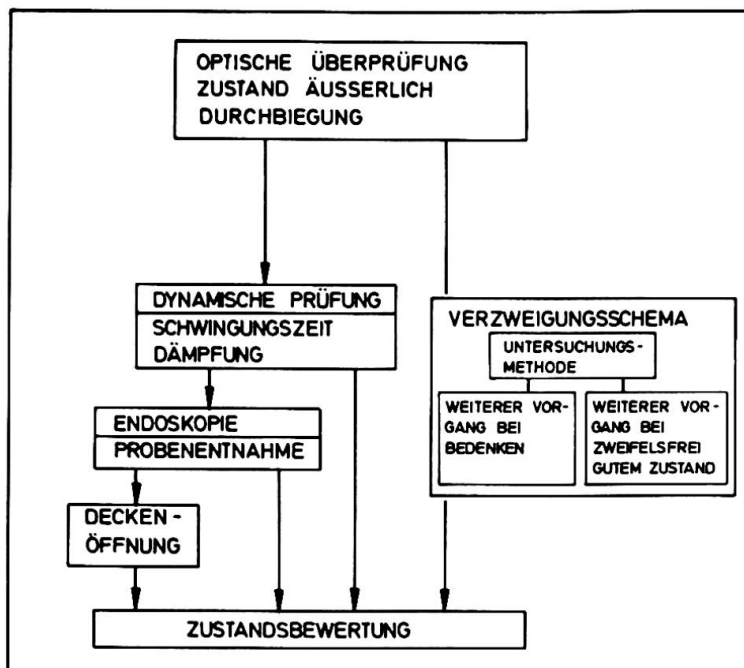 OPTISCHE ÜBERPRÜFUNG
ZUSTAND ÄUSSERLICH
DURCHBIEGUNG
DYNAMISCHE PRÜFUNG
SCHWINGUNGSZEIT
DÄMPFUNG
ENDOSKOPIE
PROBENENTNAHME
DECKEN-
ÖFFNUNG
ZUSTANDSBEWERTUNG
VERZWEIGUNGSSCHEMA
UNTERSUCHUNGS-
METHODE
WEITERER VOR-
GANG BEI
BEDENKEN
WEITERER VOR-
GANG BEI
ZWEIFELSFREI
GUTEM ZUSTAND